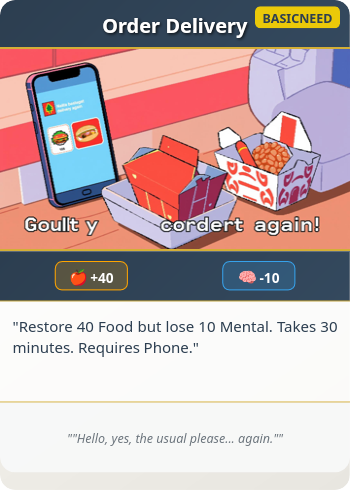 Order Delivery
BASICNEED
Goult y cordert again!
+40
-10
"Restore 40 Food but lose 10 Mental. Takes 30
minutes. Requires Phone."
""Hello, yes, the usual please... again.""